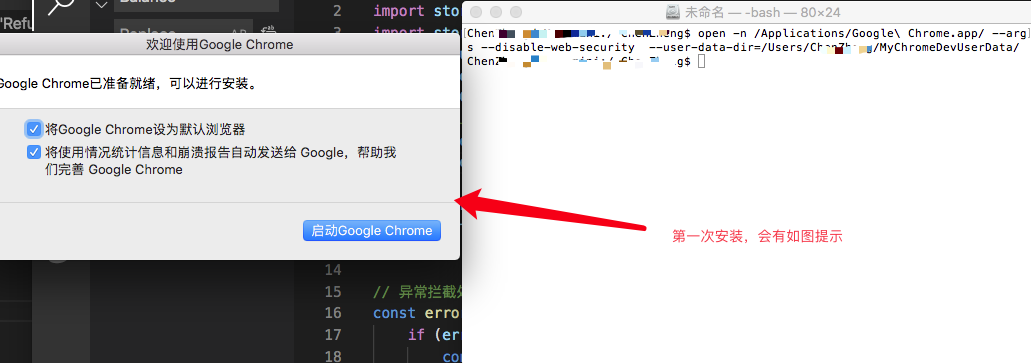 'Refu
Balance
Replace
AB
2
import sto
欢迎使用Google Chrome
Google Chrome已准备就绪，可以进行安装。
将Google Chrome设为默认浏览器
将使用情况统计信息和崩溃报告自动发送给 Google，帮助我
们完善 Google Chrome
启动Google Chrome
14
15 // 异常拦截处
16 const erro
17 if (er
18 con
未命名 — -bash — 80×24
open -n /Applications/Google\ Chrome.app/ --arg
s --disable-web-security --user-data-dir=/Users/ /MyChromeDevUserData/
第一次安装，会有如图提示